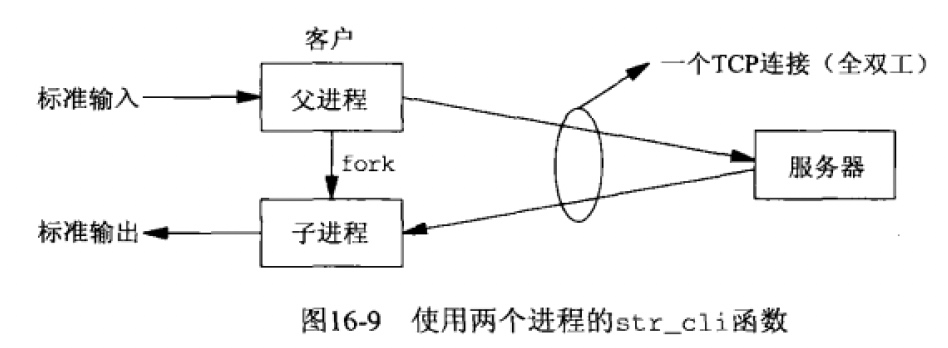 客户
一个TCP连接（全双工）
标准输入
父进程
fork
服务器
标准输出
子进程
图16-9 使用两个进程的str_cli函数